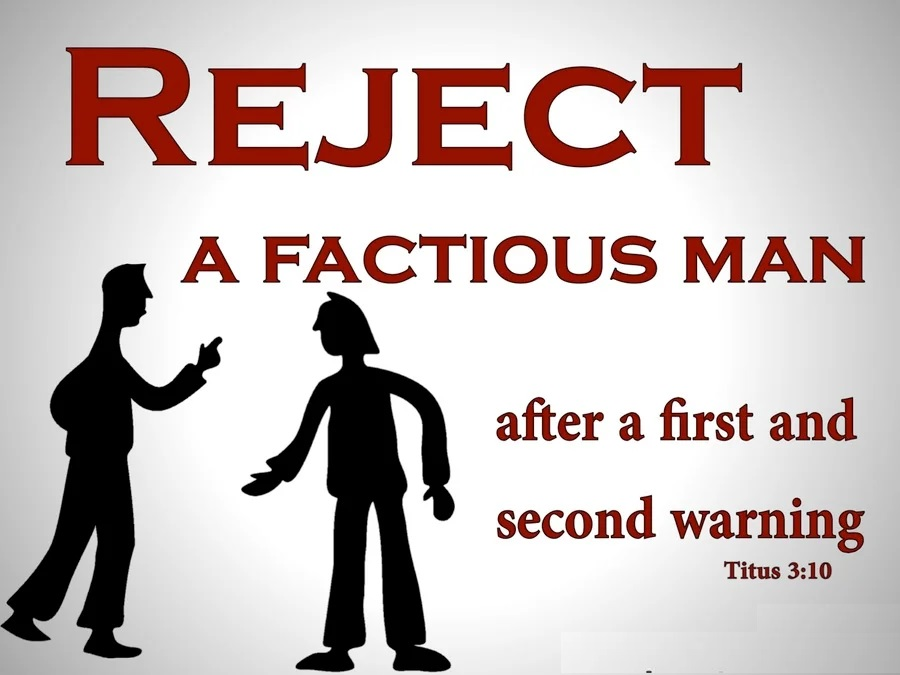 REJECT
A FACTIOUS MAN
after a first and
second warning
Titus 3:10